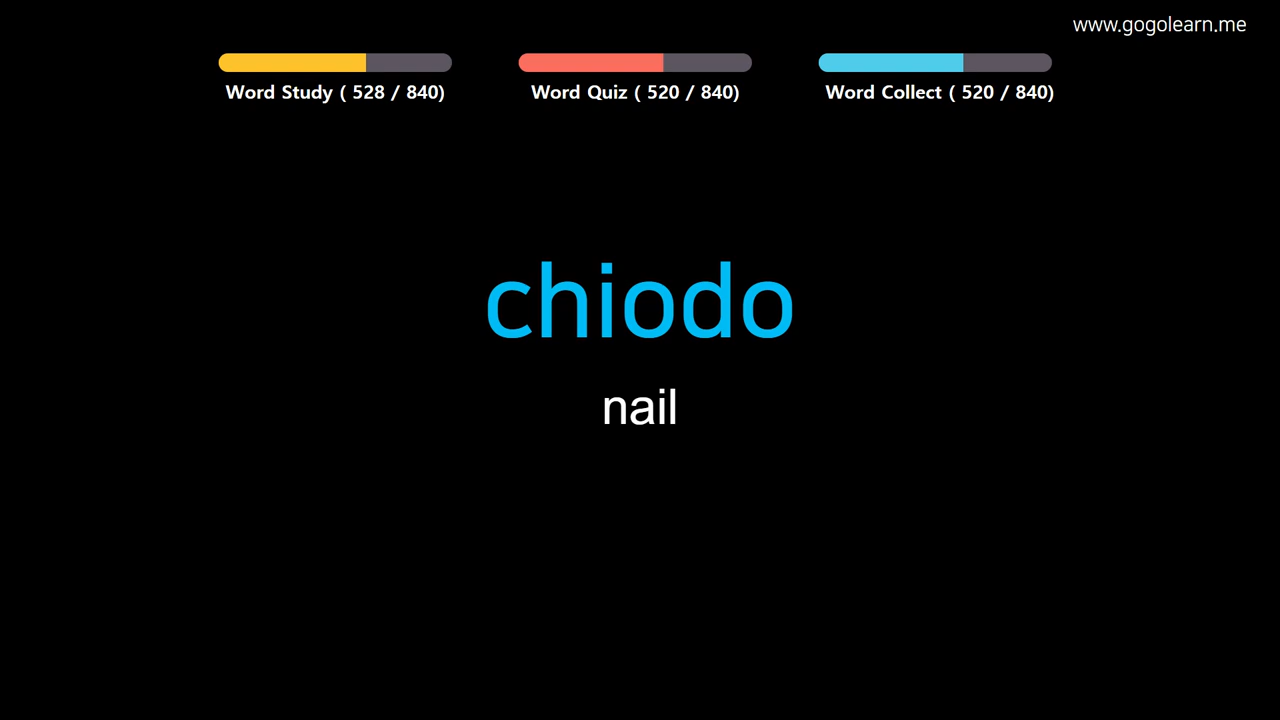 www.gogolearn.me
Word Study ( 528 / 840)
Word Quiz ( 520 / 840)
Word Collect ( 520 / 840)
chiodo
nail